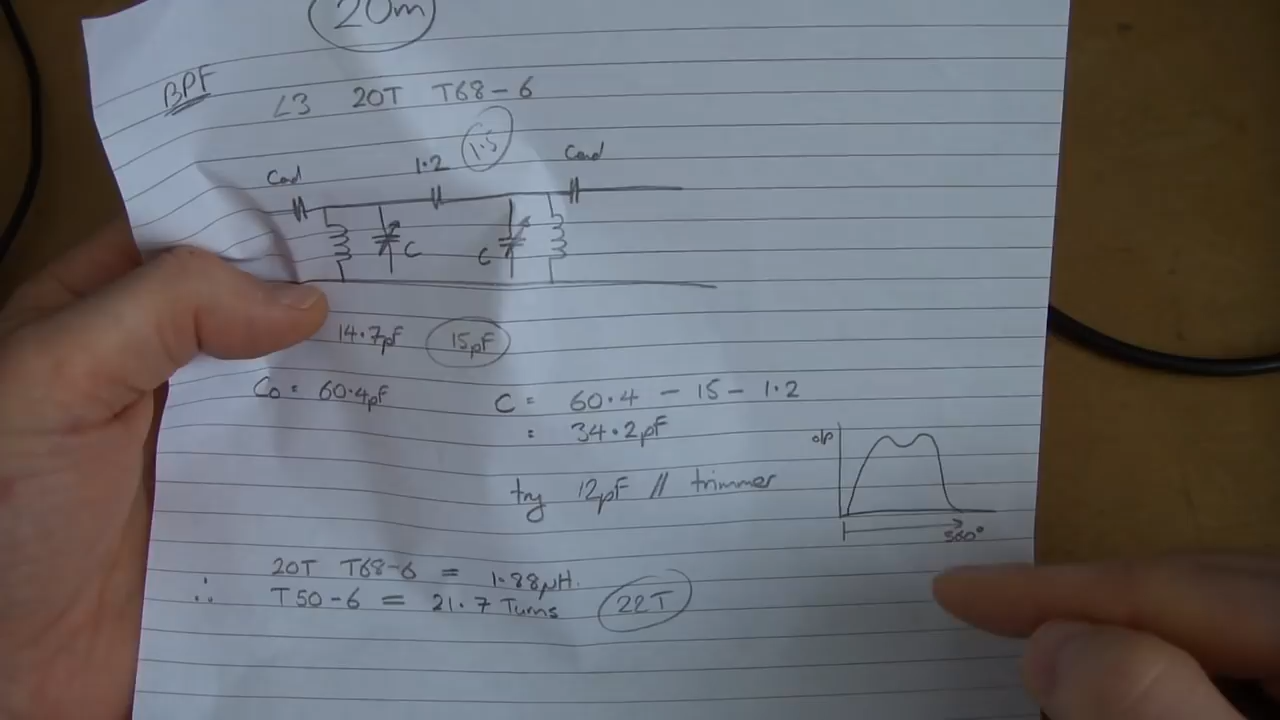 20m
BPF
L3 20T T68-6
Cend 1.2 1.5 Cend
C C
14.7pF 15pF
Co = 60.4pF C = 60.4 - 15 - 1.2
= 34.2pF
o/p
try 12pF // trimmer
360°
20T T68-6 = 1.88µH.
∴ T50-6 = 21.7 Turns 22T